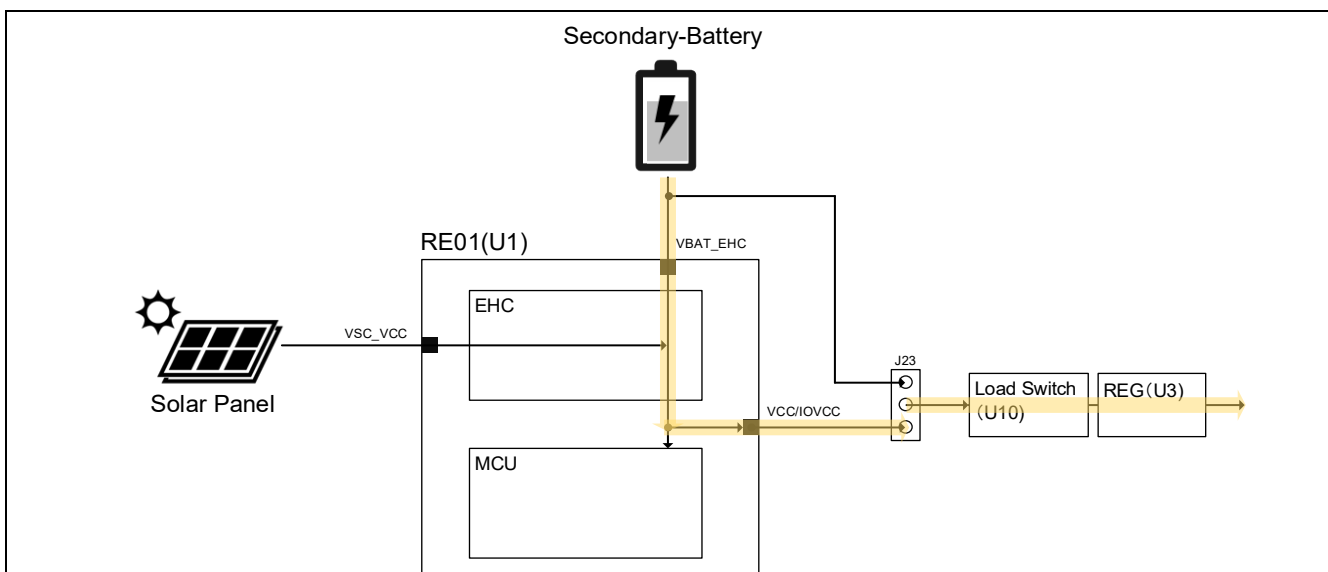 Secondary-Battery
RE01(U1)
VBAT_EHC
EHC
VSC_VCC
Solar Panel
J23
VCC/IOVCC
Load Switch
（U10)
REG（U3)
MCU